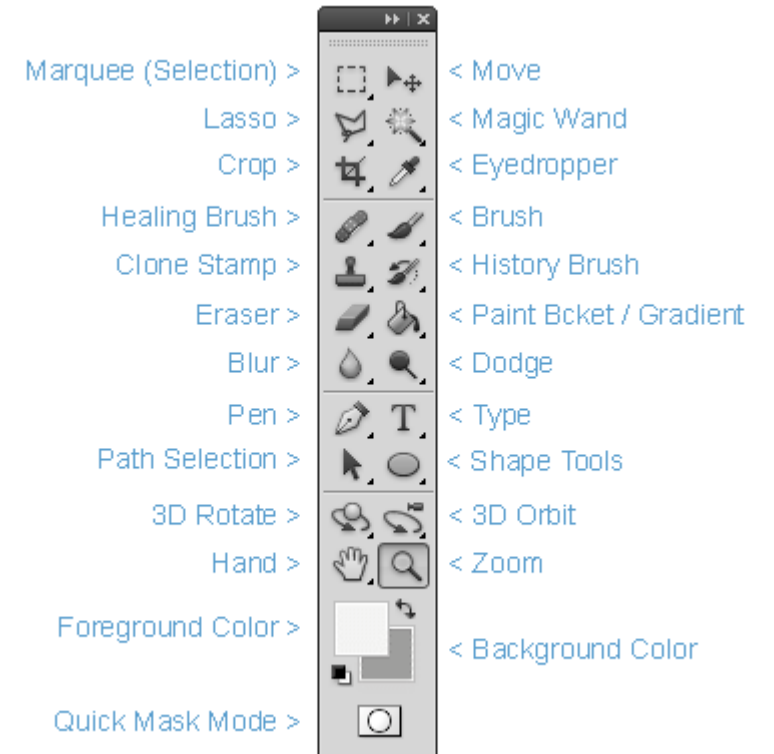 Marquee (Selection) > < Move
Lasso > < Magic Wand
Crop > < Eyedropper
Healing Brush > < Brush
Clone Stamp > < History Brush
Eraser > < Paint Bcket / Gradient
Blur > < Dodge
Pen > T < Type
Path Selection > < Shape Tools
3D Rotate > < 3D Orbit
Hand > < Zoom
Foreground Color >
< Background Color
Quick Mask Mode >